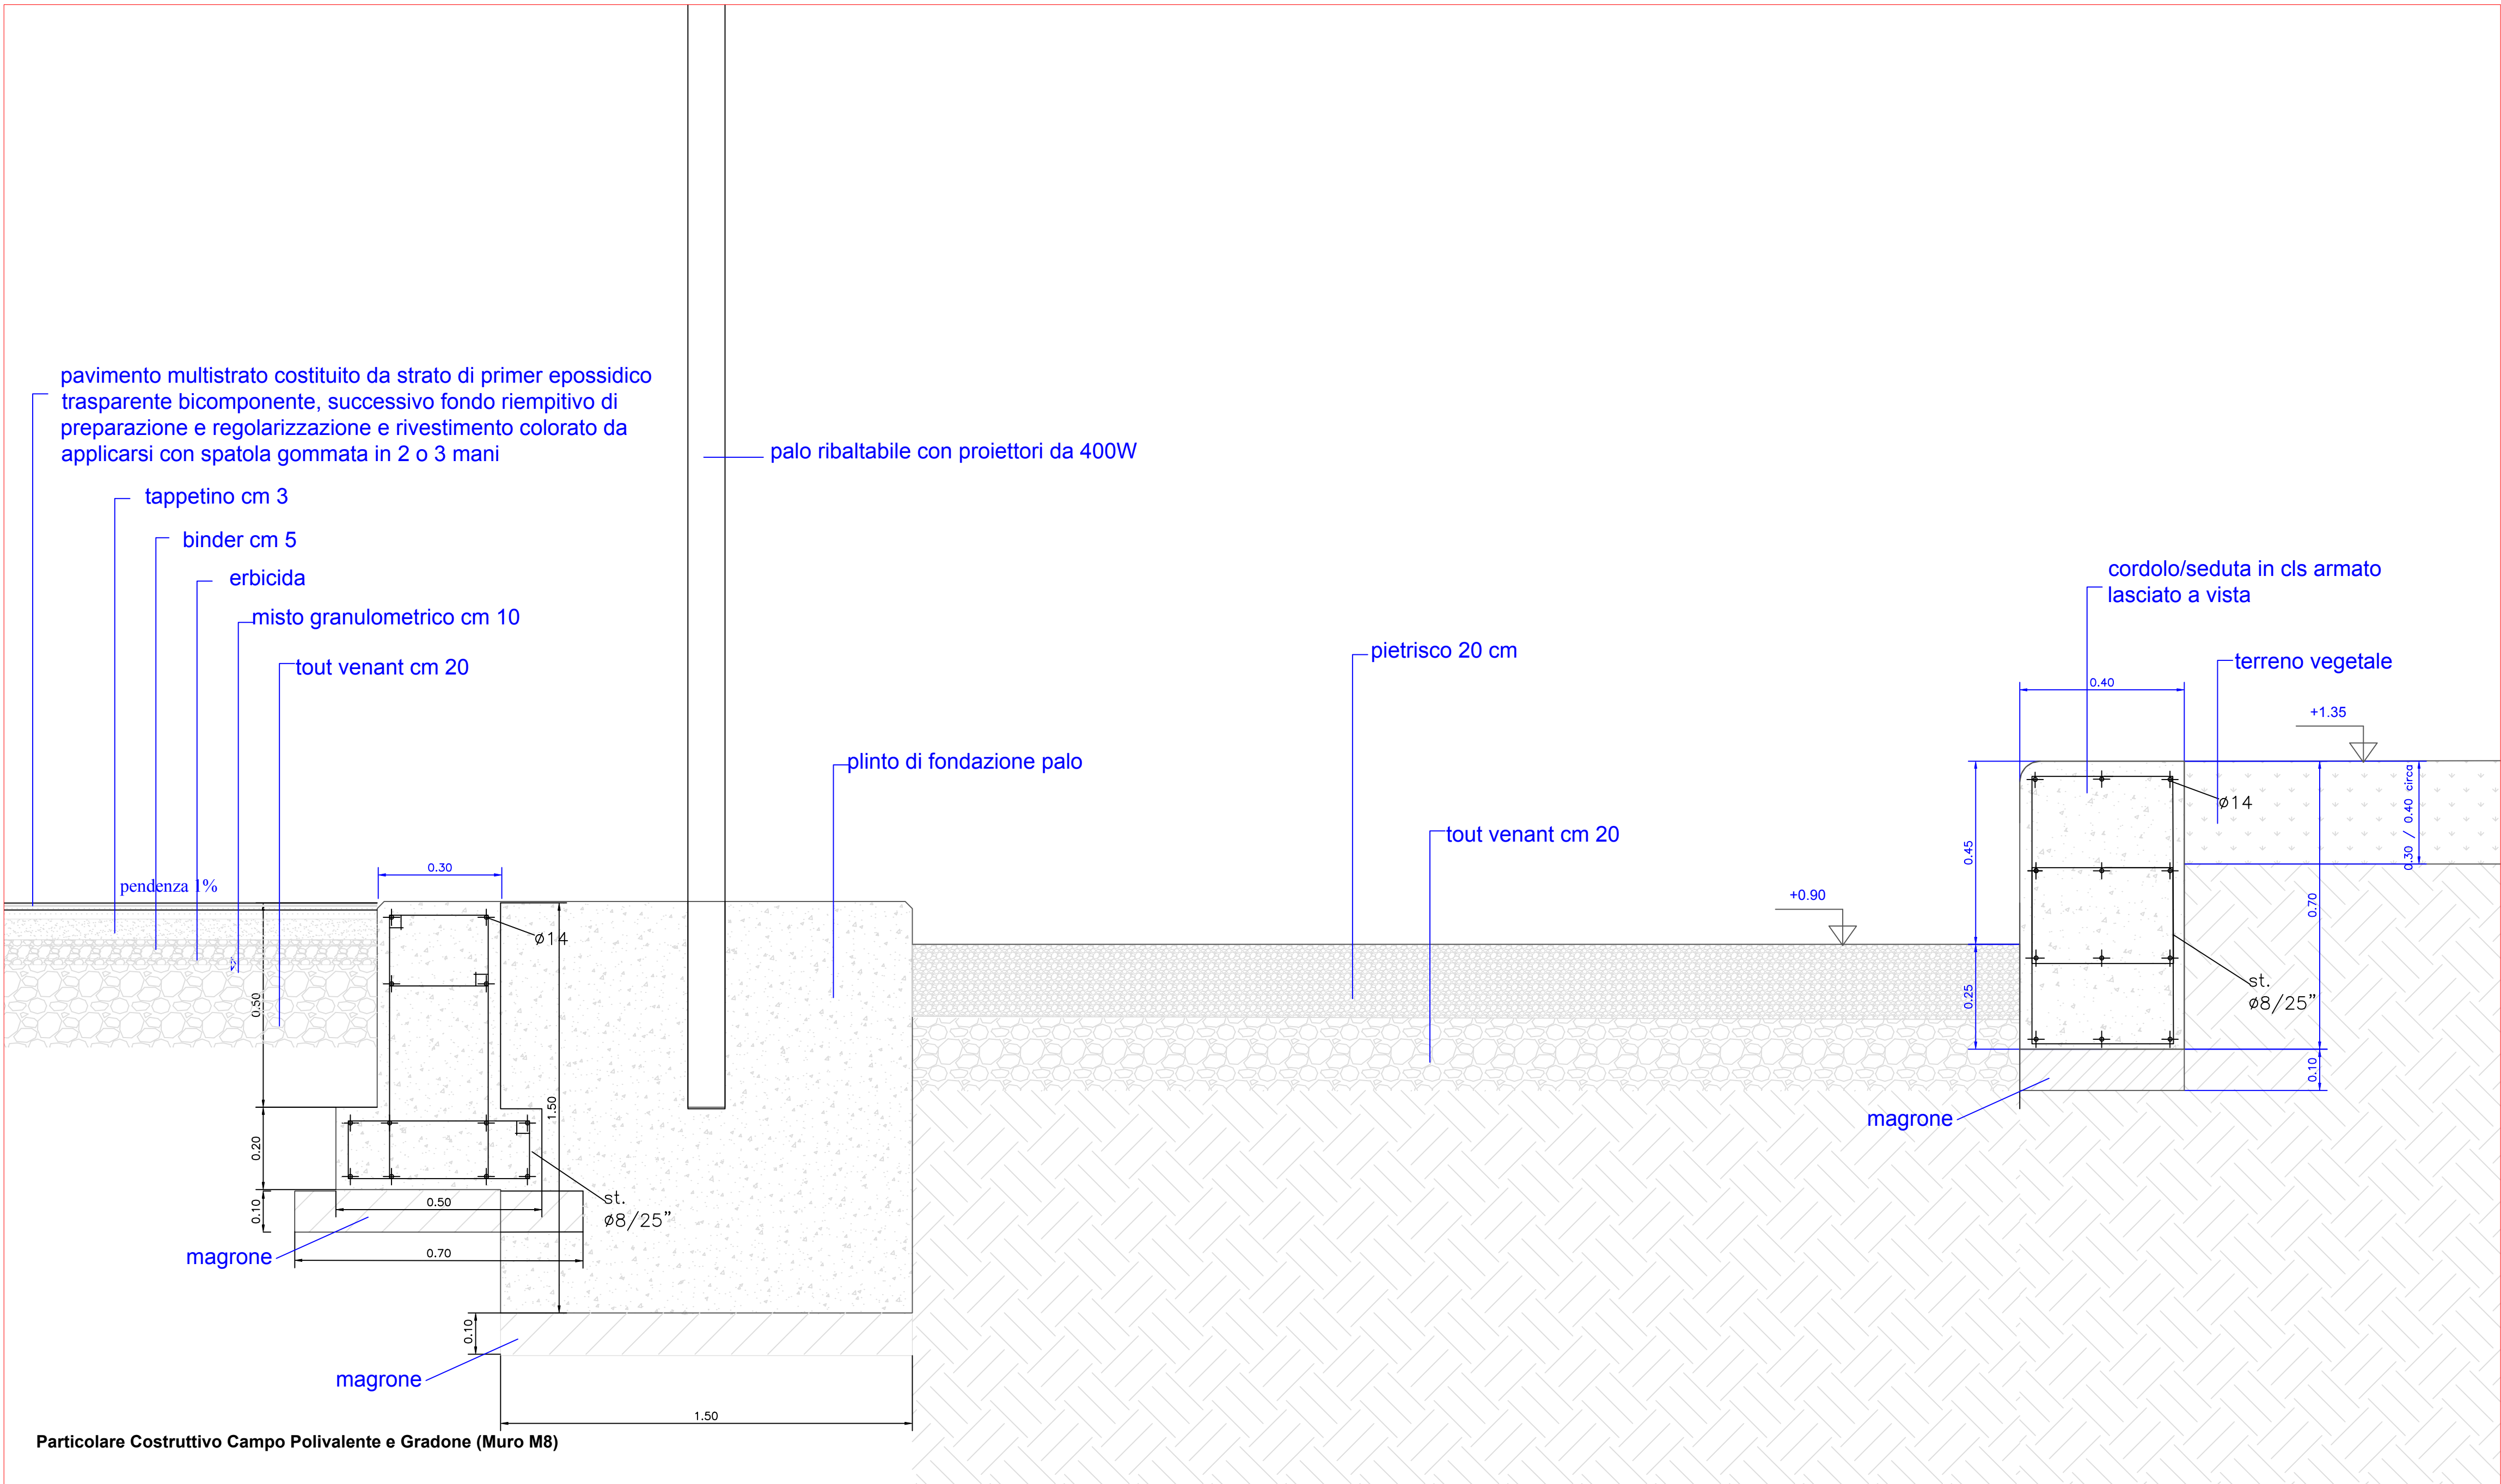 pavimento multistrato costituito da strato di primer epossidico
trasparente bicomponente, successivo fondo riempitivo di
preparazione e regolarizzazione e rivestimento colorato da
applicarsi con spatola gommata in 2 o 3 mani
palo ribaltabile con proiettori da 400W
tappetino cm 3
binder cm 5
erbicida
misto granulometrico cm 10
tout venant cm 20
cordolo/seduta in cls armato
lasciato a vista
pietrisco 20 cm
terreno vegetale
0.40
+1.35
plinto di fondazione palo
ø14
0.30 / 0.40 circa
tout venant cm 20
0.45
0.30
pendenza 1%
+0.90
0.70
ø14
st.
ø8/25”
0.50
0.25
0.10
1.50
magrone
0.20
st.
ø8/25”
0.50
0.10
0.70
magrone
0.10
magrone
1.50
Particolare Costruttivo Campo Polivalente e Gradone (Muro M8)